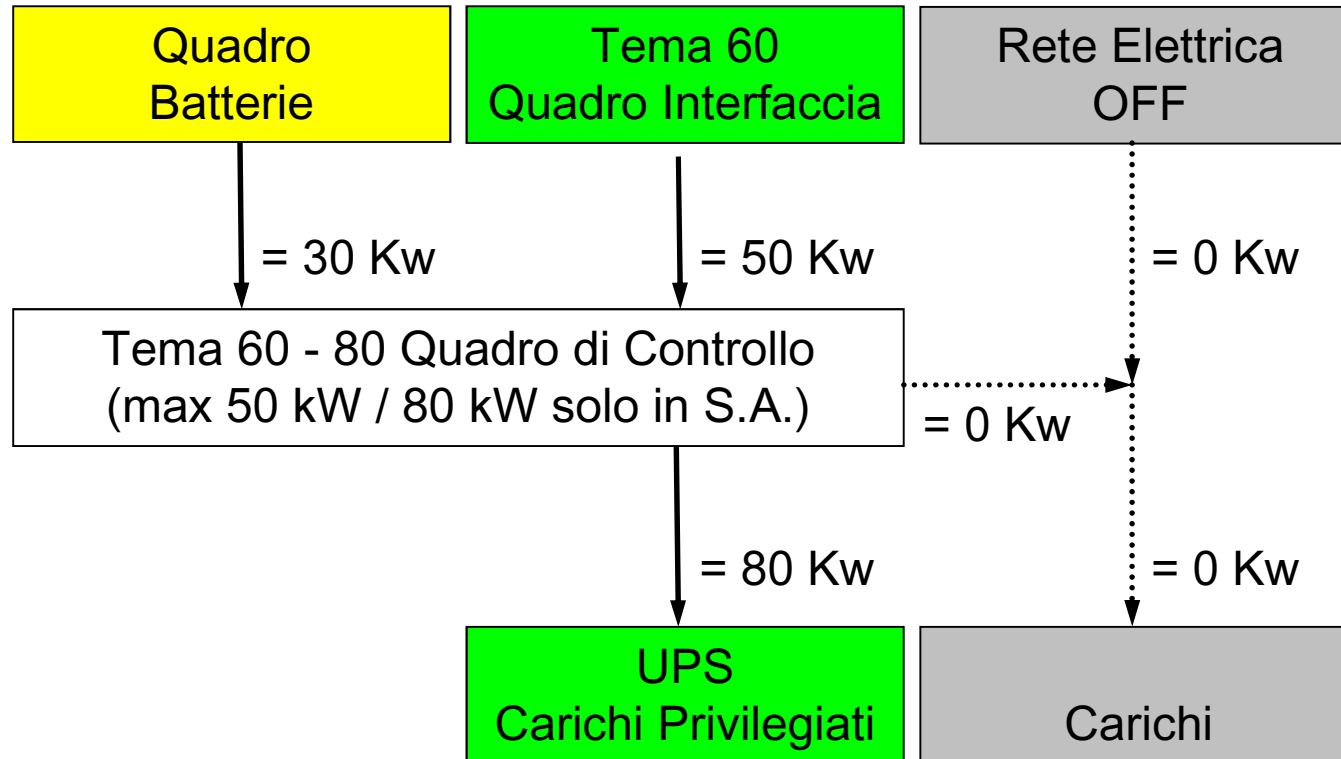 Quadro
Batterie
Tema 60
Quadro Interfaccia
Rete Elettrica
OFF
= 30 Kw
= 50 Kw
= 0 Kw
Tema 60 - 80 Quadro di Controllo
(max 50 kW / 80 kW solo in S.A.)
= 0 Kw
= 80 Kw
= 0 Kw
UPS
Carichi Privilegiati
Carichi